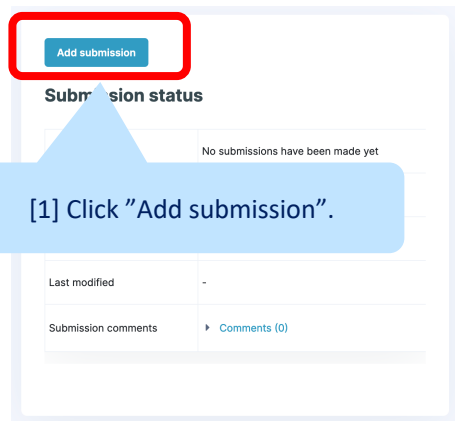 Add submission
Submission status
No submissions have been made yet
[1] Click ”Add submission”.
Last modified -
Submission comments Comments (0)